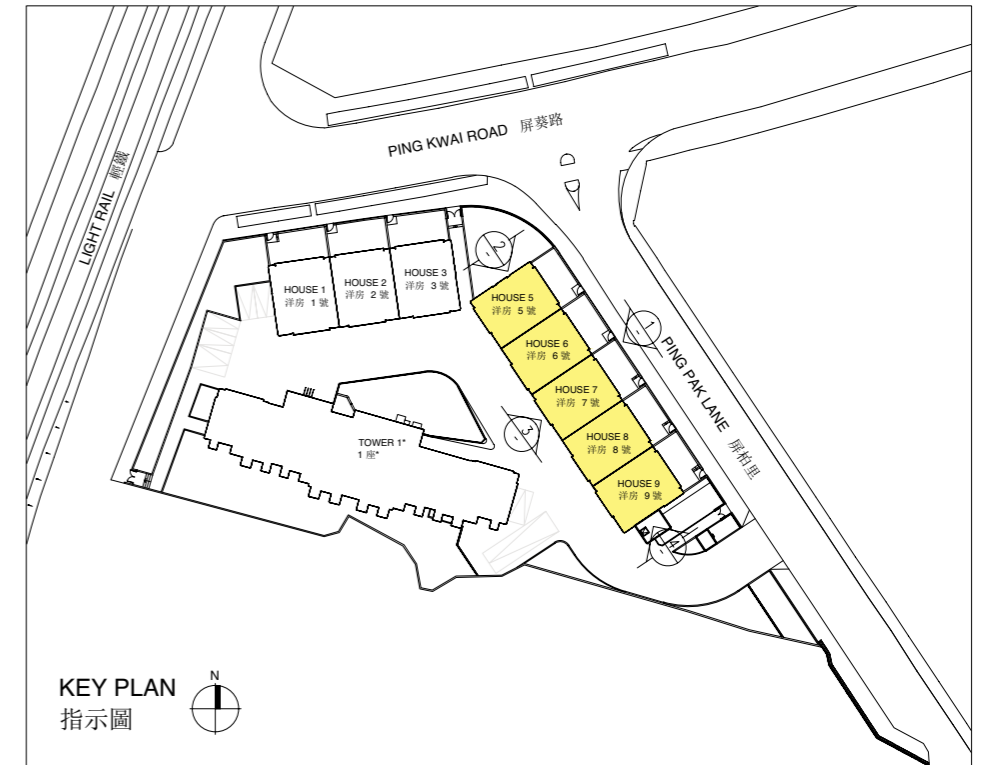 PING KWAI ROAD 屏葵路
LIGHT RAIL 輕鐵
2
-
HOUSE 1
洋房 1 號
HOUSE 2
洋房 2 號
HOUSE 3
洋房 3 號
HOUSE 5
洋房 5 號
HOUSE 6
洋房 6 號
HOUSE 7
洋房 7 號
HOUSE 8
洋房 8 號
HOUSE 9
洋房 9 號
1
-
PING PAK LANE 屏柏里
3
-
TOWER 1*
1 座*
4
-
N
KEY PLAN
指示圖